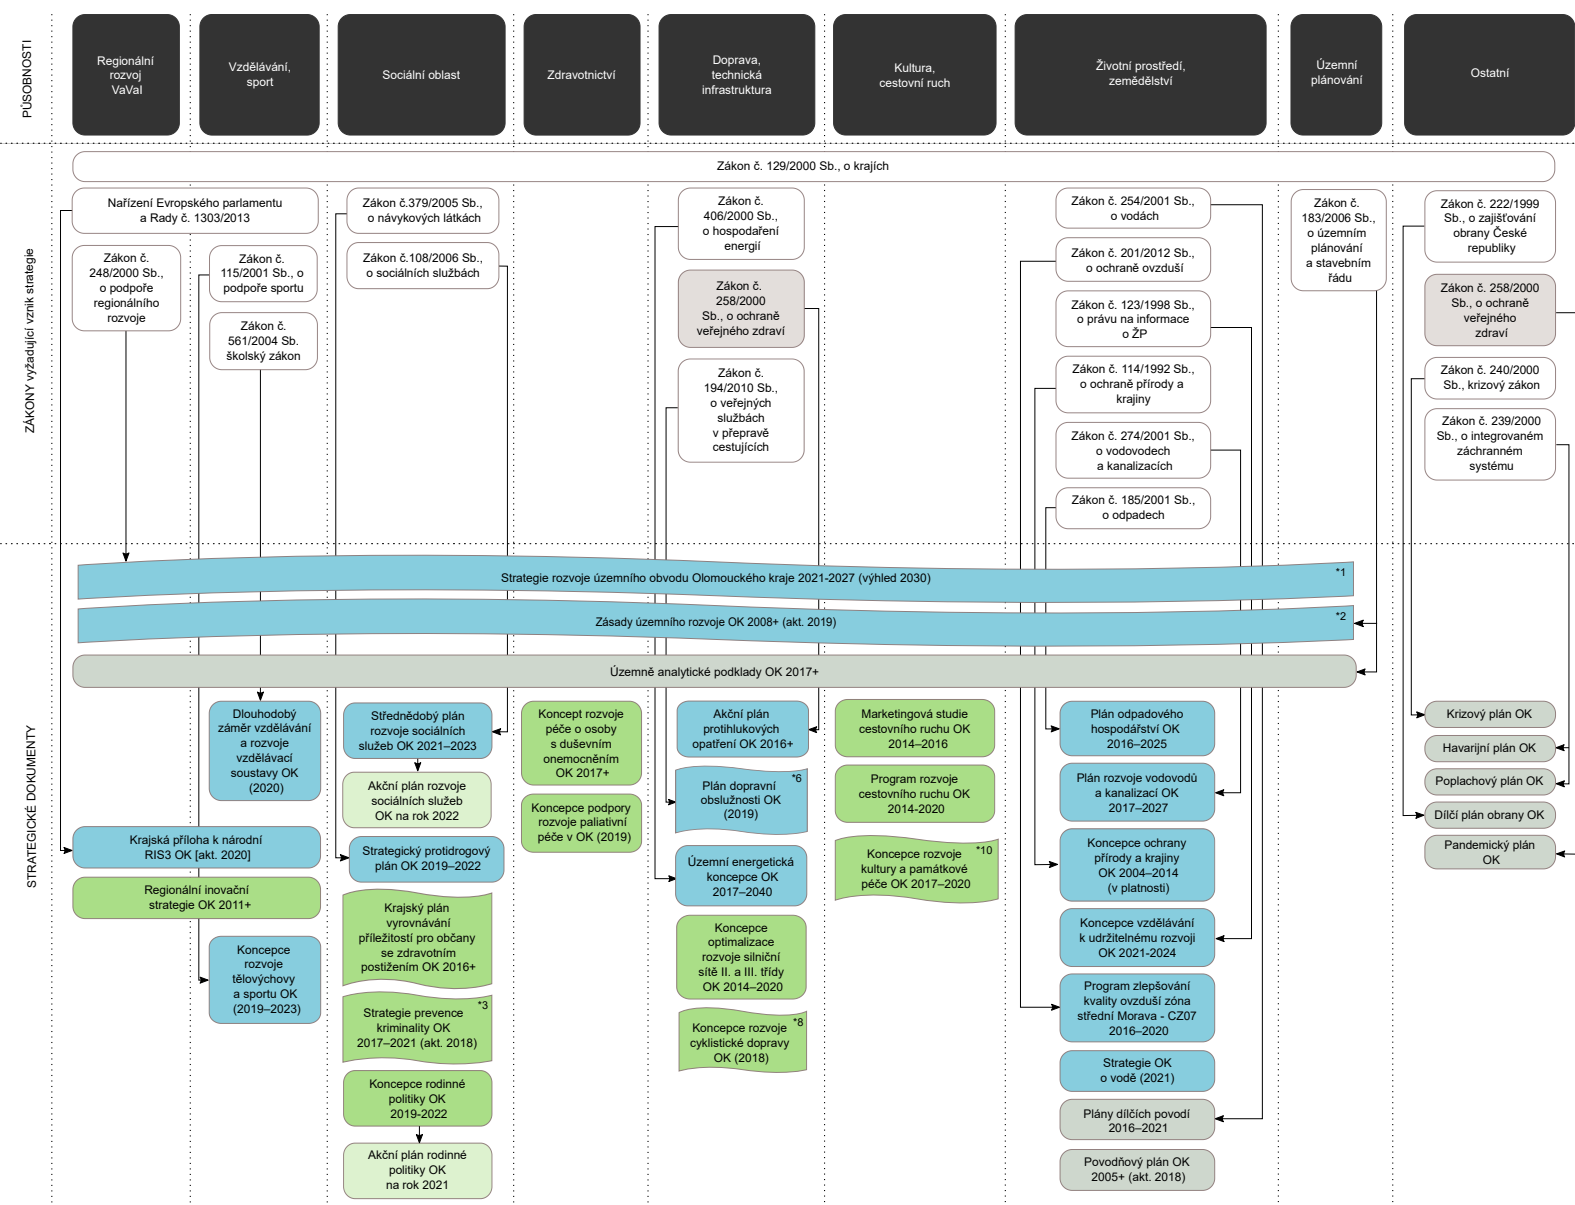 PŮSOBNOSTI
Regionální
rozvoj
VaVaI
Vzdělávání,
sport
Sociální oblast
Zdravotnictví
Doprava,
technická
infrastruktura
Kultura,
cestovní ruch
Životní prostředí,
zemědělství
Územní
plánování
Ostatní
ZÁKONY vyžadující vznik strategie
Zákon č. 129/2000 Sb., o krajích
Nařízení Evropského parlamentu
a Rady č. 1303/2013
Zákon č.
248/2000 Sb.,
o podpoře
regionálního
rozvoje
Zákon č.
115/2001 Sb., o
podpoře sportu
Zákon č.
561/2004 Sb.
školský zákon
Zákon č.379/2005 Sb.,
o návykových látkách
Zákon č.108/2006 Sb.,
o sociálních službách
Zákon č.
406/2000 Sb.,
o hospodaření
energií
Zákon č.
258/2000
Sb., o ochraně
veřejného zdraví
Zákon č.
194/2010 Sb.,
o veřejných
službách
v přepravě
cestujících
Zákon č. 254/2001 Sb.,
o vodách
Zákon č. 201/2012 Sb.,
o ochraně ovzduší
Zákon č. 123/1998 Sb.,
o právu na informace
o ŽP
Zákon č. 114/1992 Sb.,
o ochraně přírody a
krajiny
Zákon č. 274/2001 Sb.,
o vodovodech
a kanalizacích
Zákon č. 185/2001 Sb.,
o odpadech
Zákon č.
183/2006 Sb.,
o územním
plánování
a stavebním
řádu
Zákon č. 222/1999
Sb., o zajišťování
obrany České
republiky
Zákon č. 258/2000
Sb., o ochraně
veřejného
zdraví
Zákon č. 240/2000
Sb., krizový zákon
Zákon č. 239/2000
Sb., o integrovaném
záchranném
systému
STRATEGICKÉ DOKUMENTY
Strategie rozvoje územního obvodu Olomouckého kraje 2021-2027 (výhled 2030)
*1
Zásady územního rozvoje OK 2008+ (akt. 2019)
*2
Územně analytické podklady OK 2017+
Dlouhodobý
záměr vzdělávání
a rozvoje
vzdělávací
soustavy OK
(2020)
Krajská příloha k národní
RIS3 OK [akt. 2020]
Regionální inovační
strategie OK 2011+
Koncepce
rozvoje
tělovýchovy
a sportu OK
(2019–2023)
Střednědobý plán
rozvoje sociálních
služeb OK 2021–2023
Akční plán rozvoje
sociálních služeb
OK na rok 2022
Strategický protidrogový
plán OK 2019–2022
Krajský plán
vyrovnávání
příležitostí pro občany
se zdravotním
postižením OK 2016+
*3
Strategie prevence
kriminality OK
2017–2021 (akt. 2018)
Koncepce rodinné
politiky OK
2019-2022
Akční plán rodinné
politiky OK
na rok 2021
Koncept rozvoje
péče o osoby
s duševním
onemocněním
OK 2017+
Koncepce podpory
rozvoje paliativní
péče v OK (2019)
Akční plán
protihlukových
opatření OK 2016+
*6
Plán dopravní
obslužnosti OK
(2019)
Územní energetická
koncepce OK
2017–2040
Koncepce
optimalizace
rozvoje silniční
sítě II. a III. třídy
OK 2014–2020
*8
Koncepce rozvoje
cyklistické dopravy
OK (2018)
Marketingová studie
cestovního ruchu OK
2014–2016
Program rozvoje
cestovního ruchu OK
2014-2020
*10
Koncepce rozvoje
kultury a památkové
péče OK 2017–2020
Plán odpadového
hospodářství OK
2016–2025
Plán rozvoje vodovodů
a kanalizací OK
2017–2027
Koncepce ochrany
přírody a krajiny
OK 2004–2014
(v platnosti)
Koncepce vzdělávání
k udržitelnému rozvoji
OK 2021-2024
Program zlepšování
kvality ovzduší zóna
střední Morava - CZ07
2016–2020
Strategie OK
o vodě (2021)
Plány dílčích povodí
2016–2021
Povodňový plán OK
2005+ (akt. 2018)
Krizový plán OK
Havarijní plán OK
Poplachový plán OK
Dílčí plán obrany OK
Pandemický plán
OK